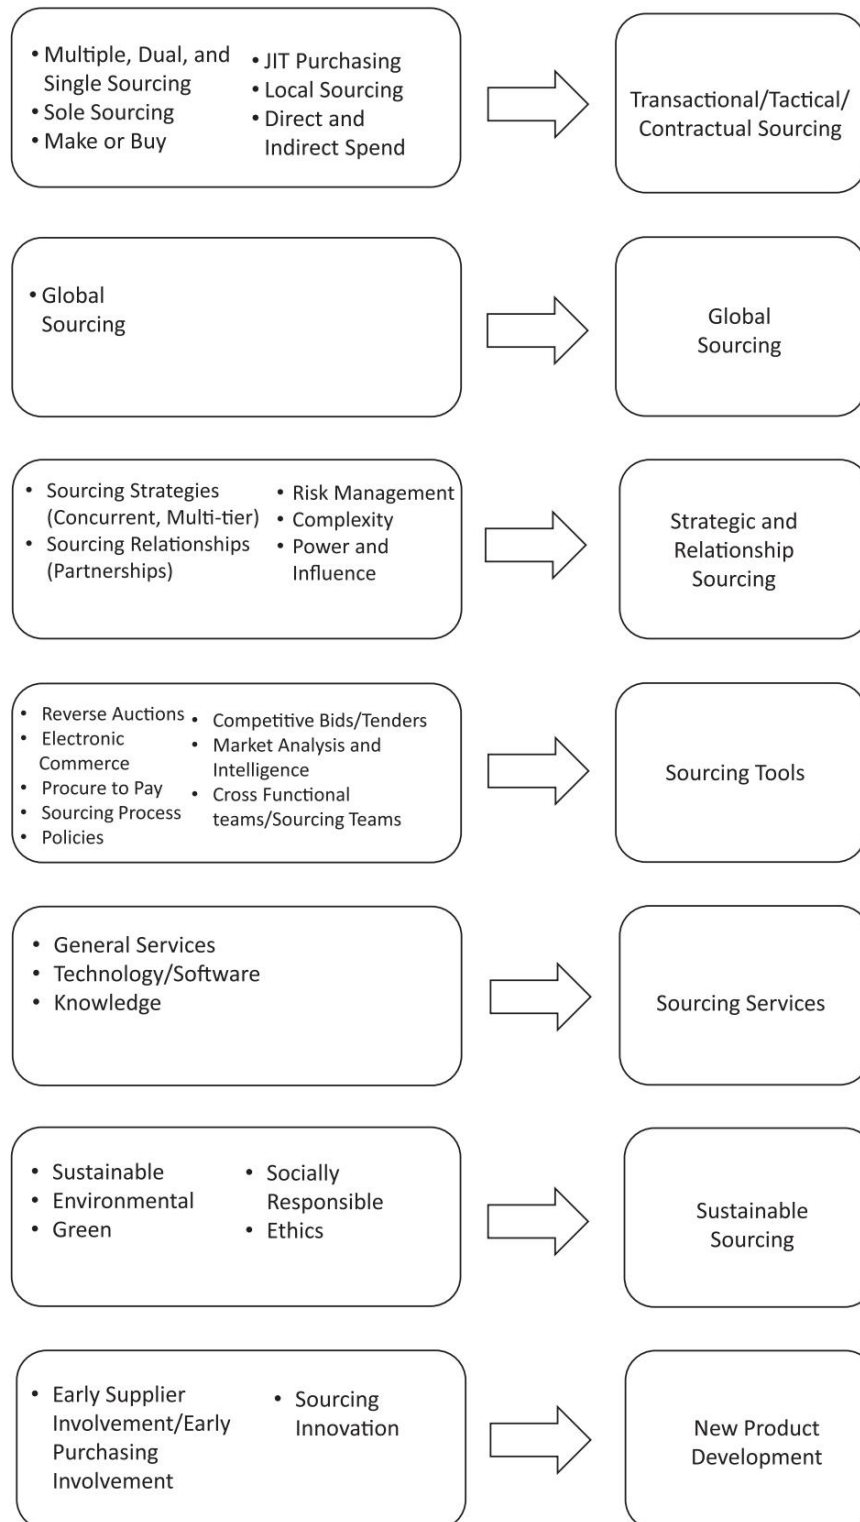 • Multiple, Dual, and
Single Sourcing
• Sole Sourcing
• Make or Buy
• JIT Purchasing
• Local Sourcing
• Direct and
Indirect Spend
Transactional/Tactical/
Contractual Sourcing
• Global
Sourcing
Global
Sourcing
• Sourcing Strategies
(Concurrent, Multi-tier)
• Sourcing Relationships
(Partnerships)
• Risk Management
• Complexity
• Power and
Influence
Strategic and
Relationship
Sourcing
• Reverse Auctions
• Electronic
Commerce
• Procure to Pay
• Sourcing Process
• Policies
• Competitive Bids/Tenders
• Market Analysis and
Intelligence
• Cross Functional
teams/Sourcing Teams
Sourcing Tools
• General Services
• Technology/Software
• Knowledge
Sourcing Services
• Sustainable
• Environmental
• Green
• Socially
Responsible
• Ethics
Sustainable
Sourcing
• Early Supplier
Involvement/Early
Purchasing
Involvement
• Sourcing
Innovation
New Product
Development